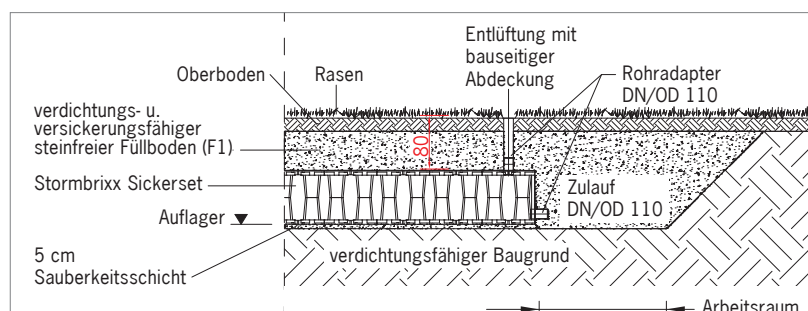 Entlüftung mit
bauseitiger
Abdeckung
Oberboden
Rasen
Rohradapter
DN/OD 110
verdichtungs- u.
versickerungsfähiger
steinfreier Füllboden (F1)
80
Stormbrixx Sickerset
Zulauf
DN/OD 110
Auflager
5 cm
Sauberkeitsschicht
verdichtungsfähiger Baugrund
Arbeitsraum